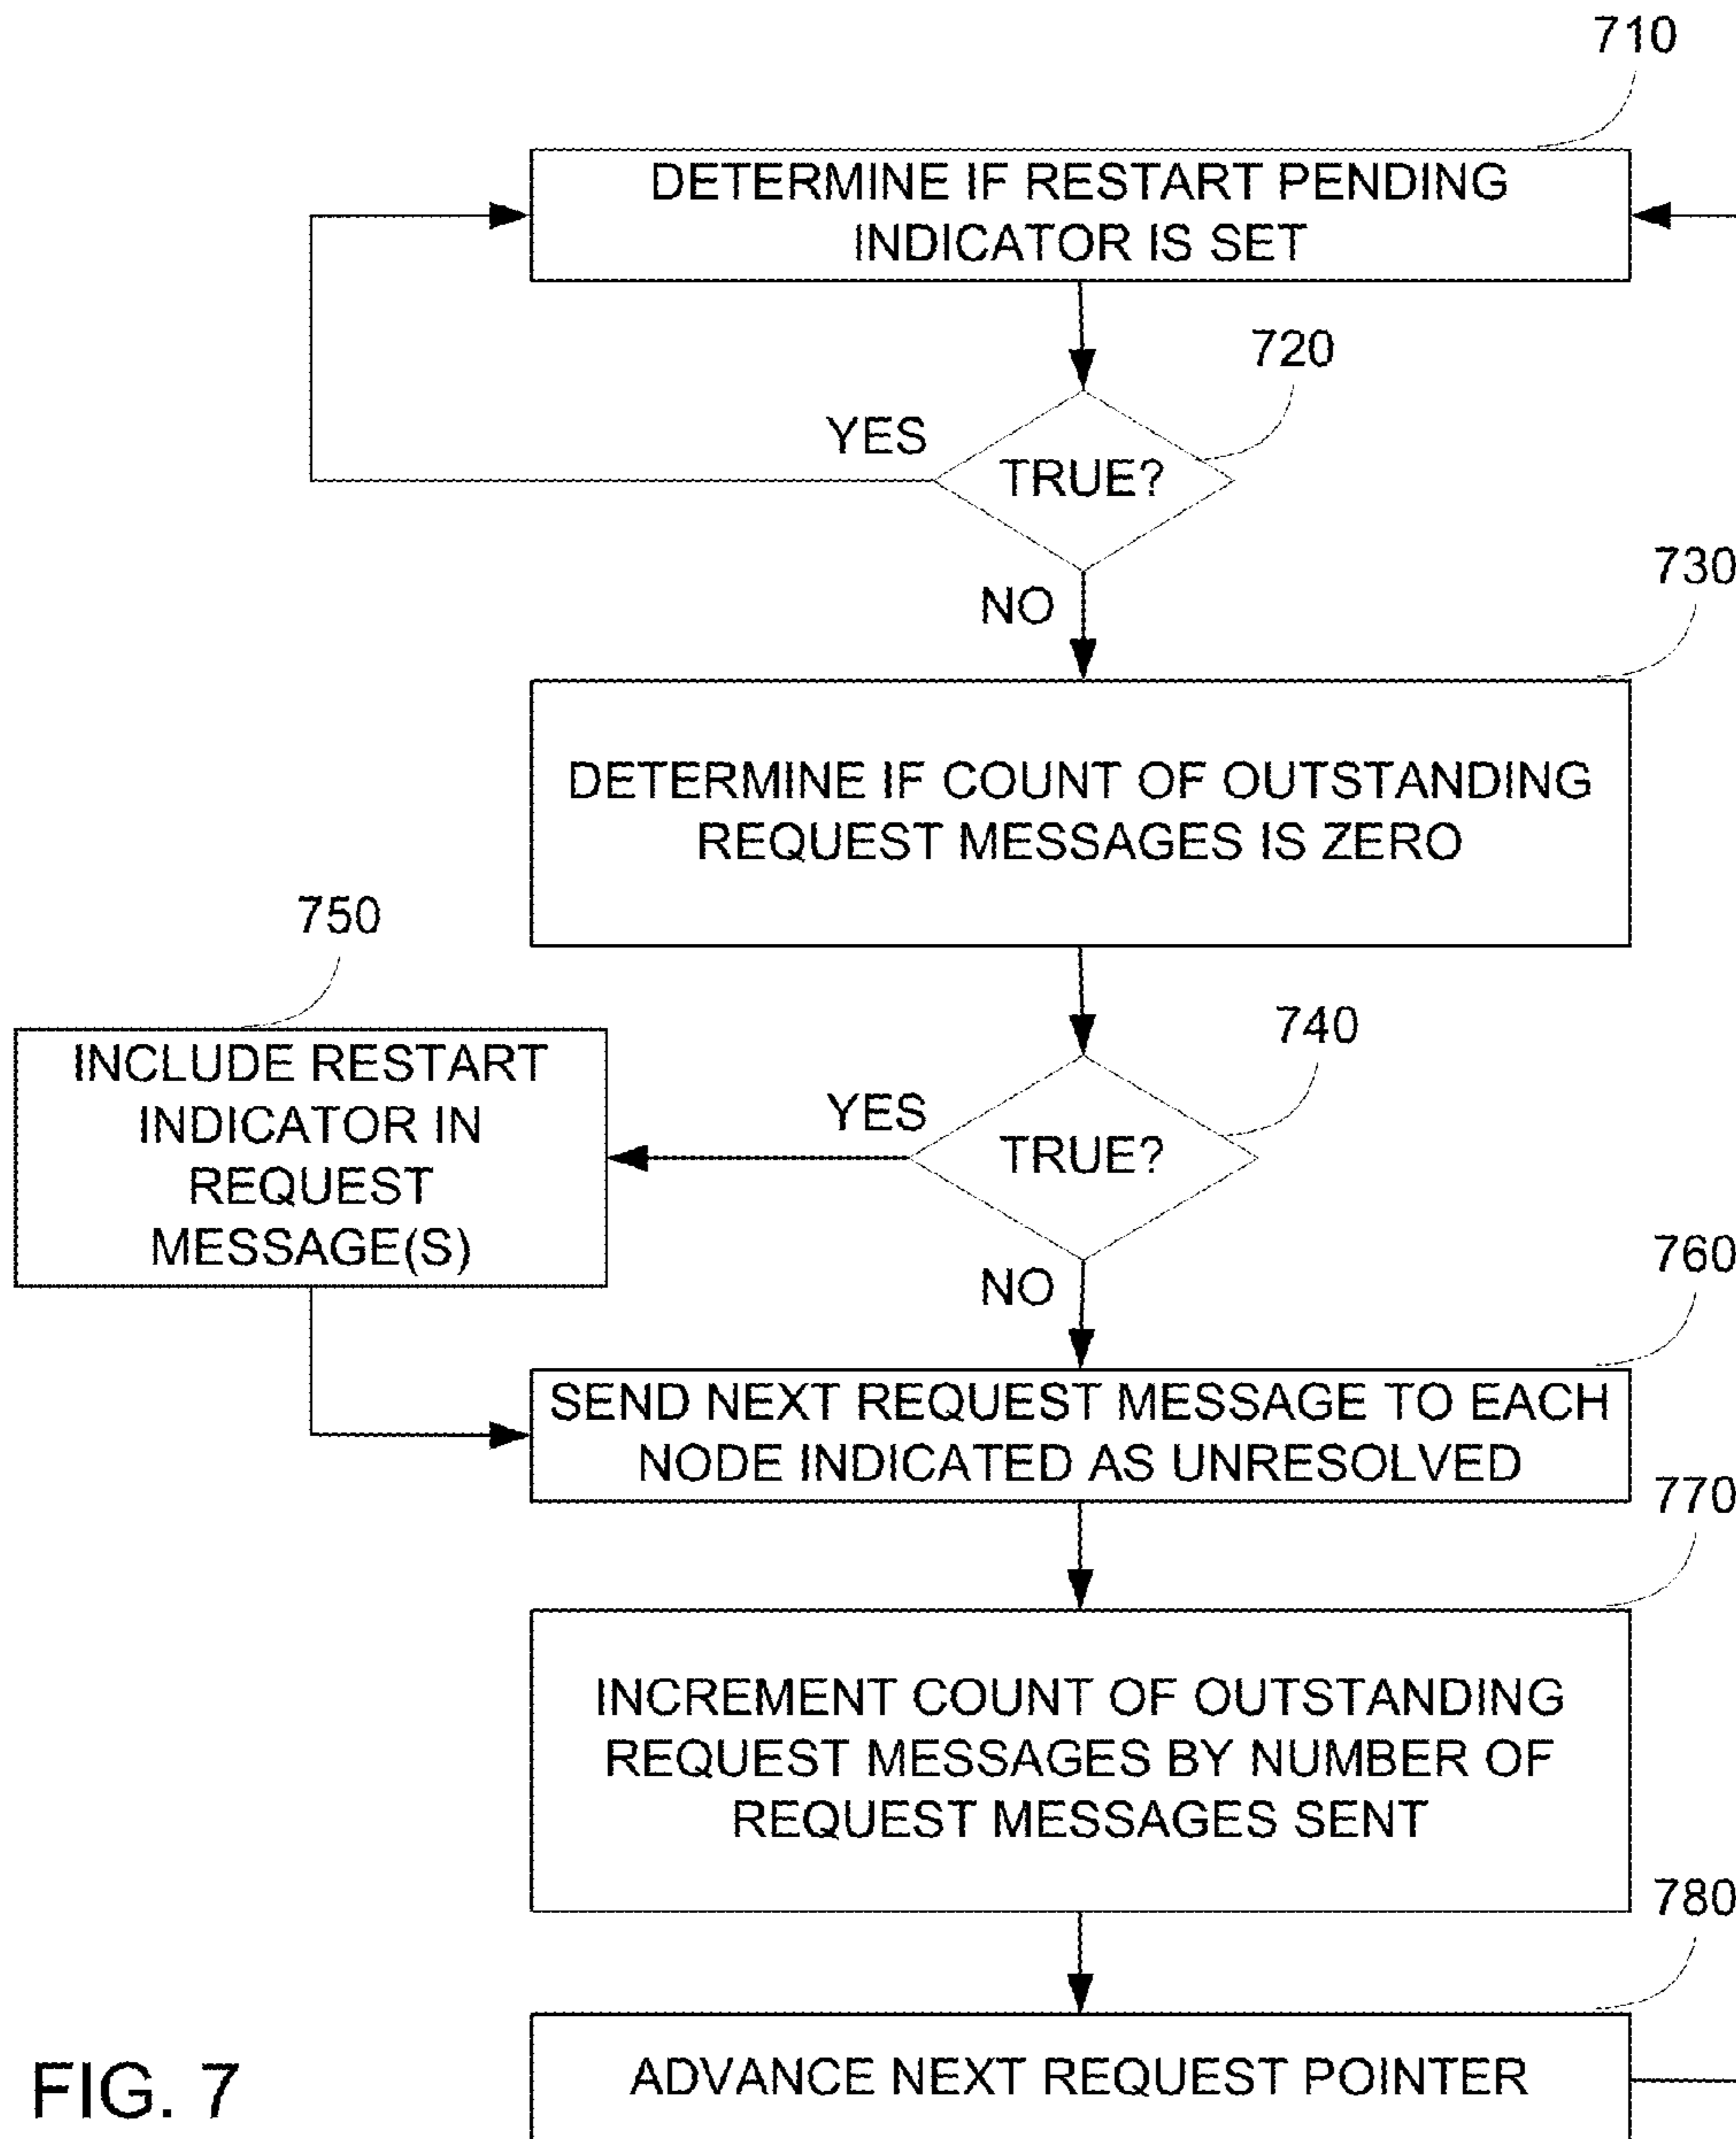 710
DETERMINE IF RESTART PENDING
INDICATOR IS SET
720
YES
TRUE?
NO
730
DETERMINE IF COUNT OF OUTSTANDING
REQUEST MESSAGES IS ZERO
750
INCLUDE RESTART
INDICATOR IN
REQUEST
MESSAGE(S)
740
YES
TRUE?
NO
760
SEND NEXT REQUEST MESSAGE TO EACH
NODE INDICATED AS UNRESOLVED
770
INCREMENT COUNT OF OUTSTANDING
REQUEST MESSAGES BY NUMBER OF
REQUEST MESSAGES SENT
780
ADVANCE NEXT REQUEST POINTER
FIG. 7